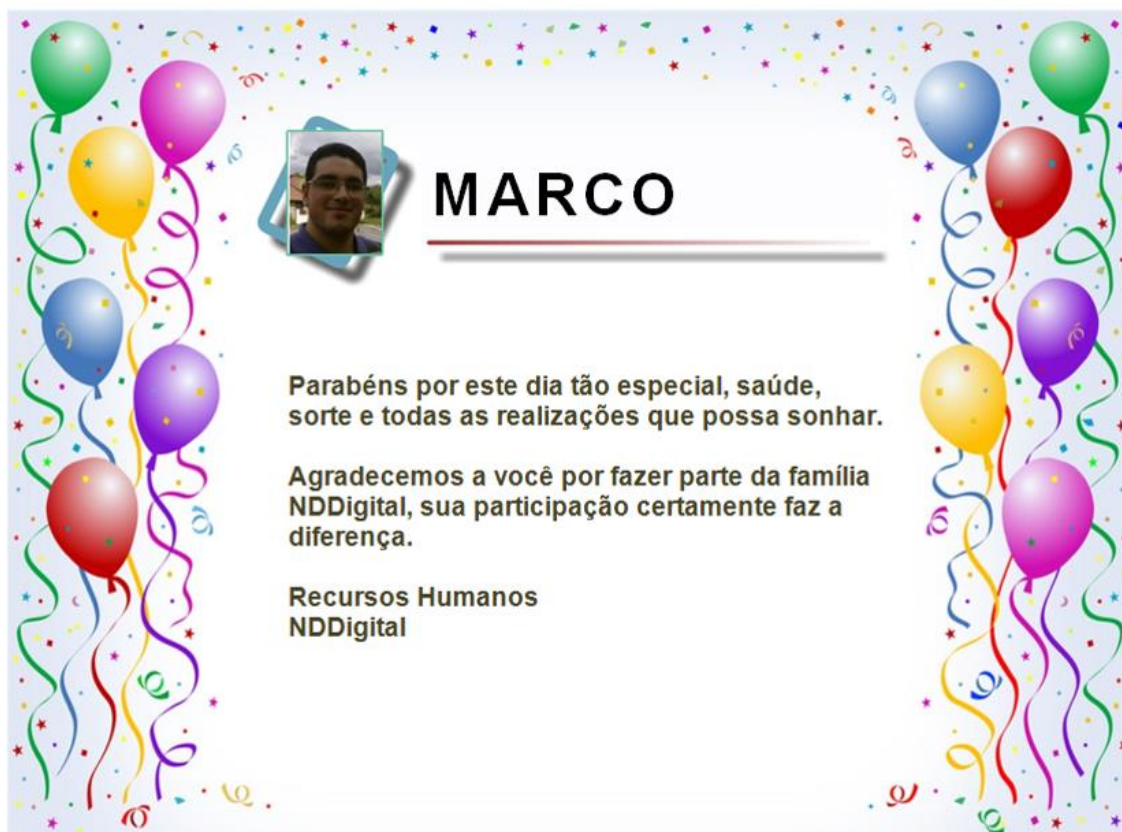 MARCO
Parabéns por este dia tão especial, saúde,
sorte e todas as realizações que possa sonhar.
Agradecemos a você por fazer parte da família
NDDigital, sua participação certamente faz a
diferença.
Recursos Humanos
NDDigital